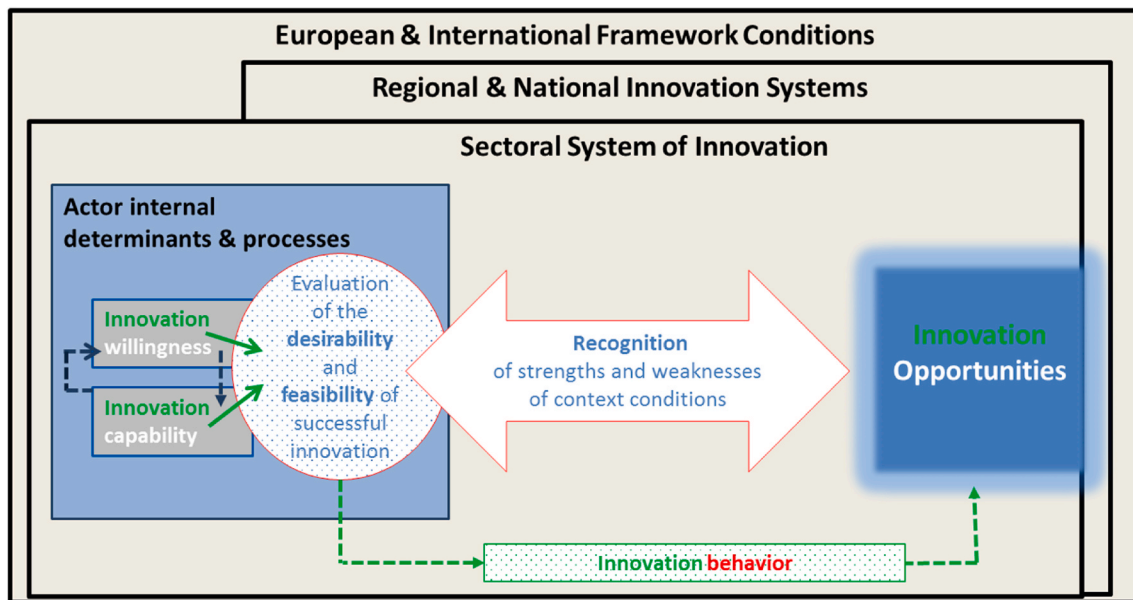 European & International Framework Conditions
Regional & National Innovation Systems
Sectoral System of Innovation
Actor internal
determinants & processes
Innovation
willingness
Innovation
capability
Evaluation
of the
desirability
and
feasibility of
successful
innovation
Recognition
of strengths and weaknesses
of context conditions
Innovation
Opportunities
Innovation behavior